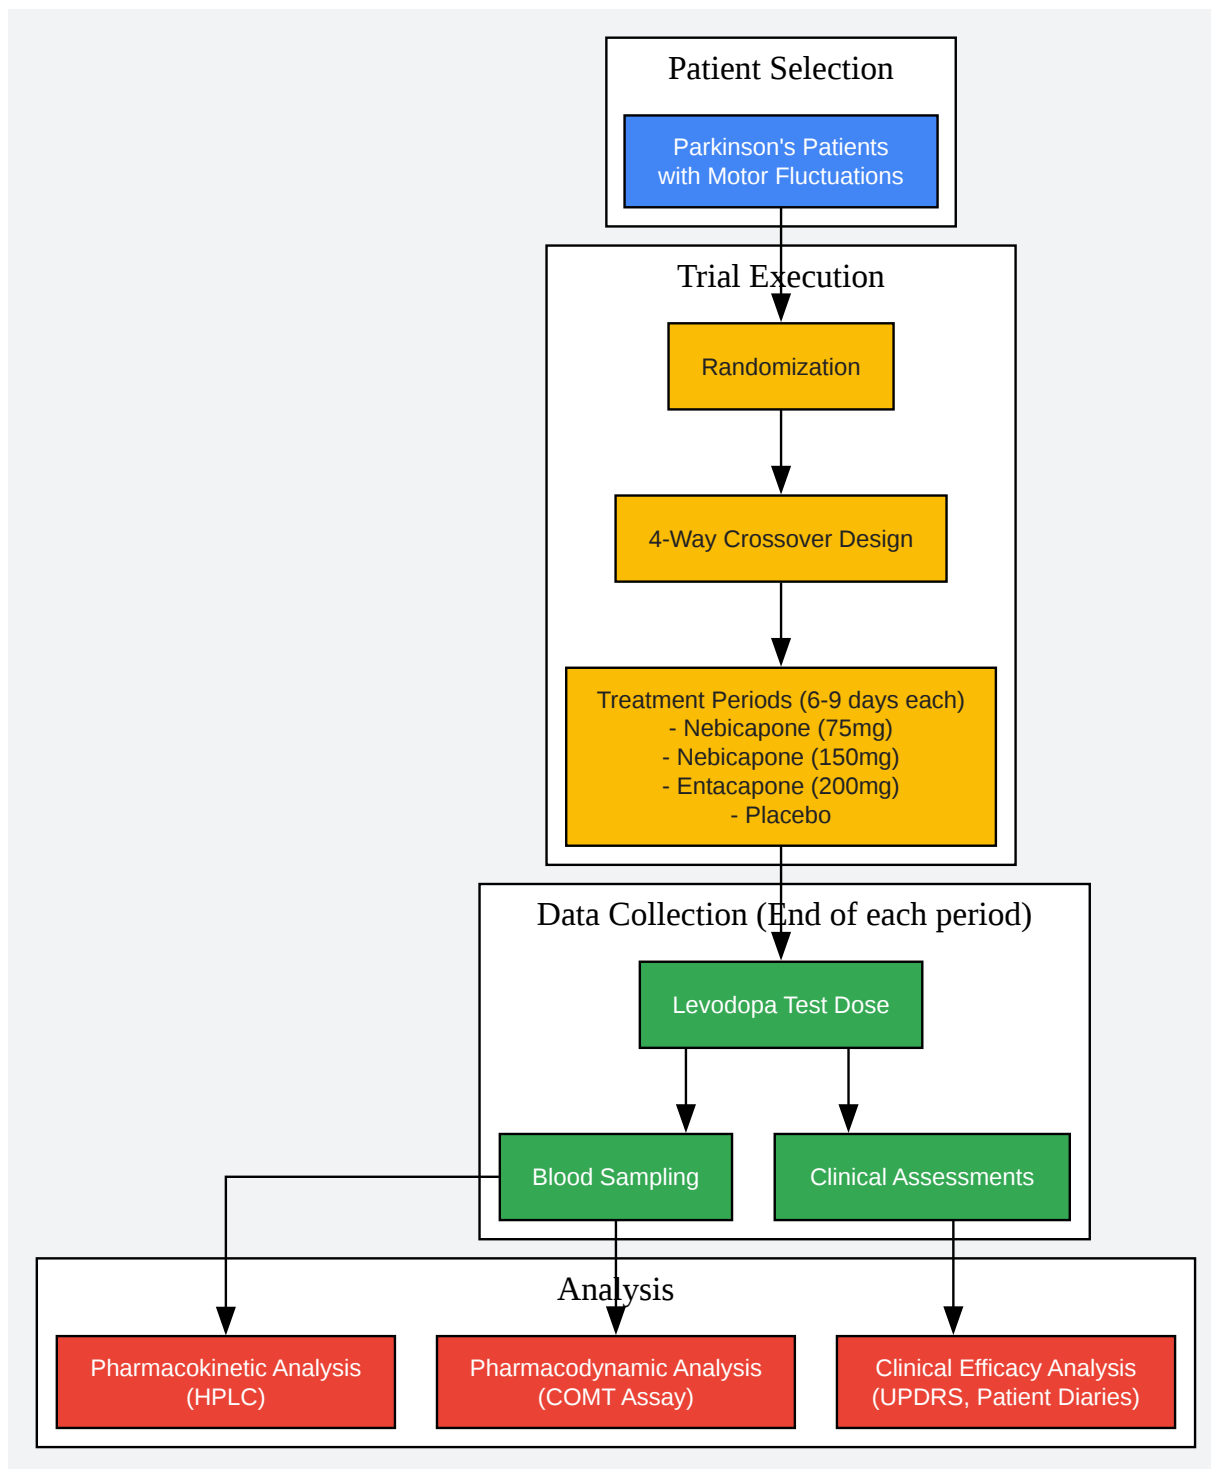 Patient Selection
Parkinson's Patients
with Motor Fluctuations
Trial Execution
Randomization
4-Way Crossover Design
Treatment Periods (6-9 days each)
- Nebicapone (75mg)
- Nebicapone (150mg)
- Entacapone (200mg)
- Placebo
Data Collection (End of each period)
Levodopa Test Dose
Blood Sampling
Clinical Assessments
Analysis
Pharmacokinetic Analysis
(HPLC)
Pharmacodynamic Analysis
(COMT Assay)
Clinical Efficacy Analysis
(UPDRS, Patient Diaries)